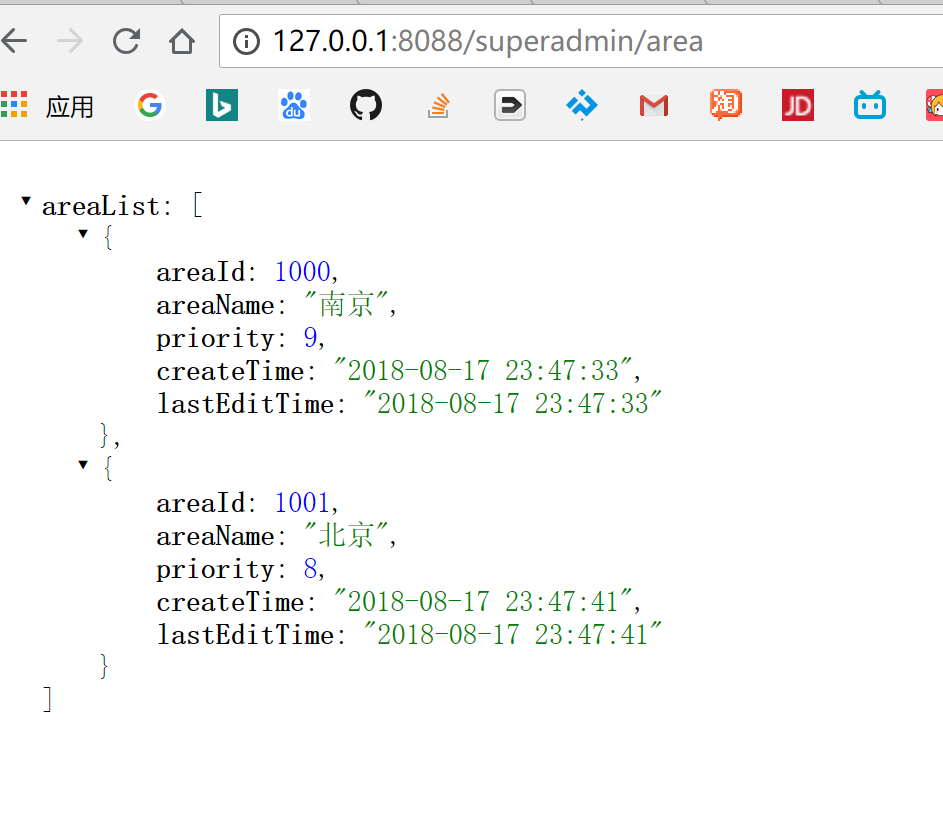 127.0.0.1:8088/superadmin/area
应用
JD
areaList: [
{
areaId: 1000,
areaName: "南京",
priority: 9,
createTime: "2018-08-17 23:47:33",
lastEditTime: "2018-08-17 23:47:33"
},
{
areaId: 1001,
areaName: "北京",
priority: 8,
createTime: "2018-08-17 23:47:41",
lastEditTime: "2018-08-17 23:47:41"
}
]